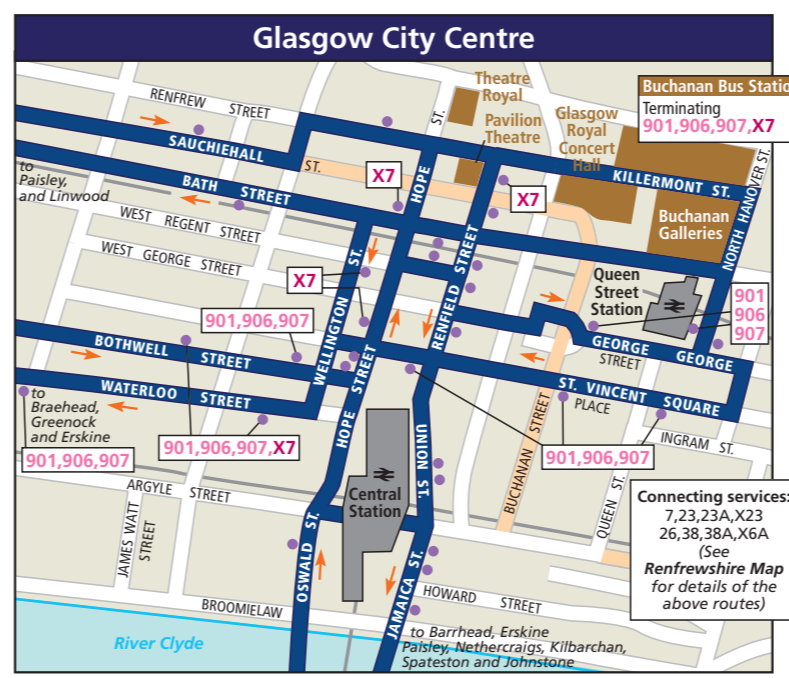 Glasgow City Centre
Theatre
Royal
Pavilion
Theatre
Glasgow
Royal
Concert
Hall
Buchanan Bus Statio
Terminating
901,906,907,X7
RENFREW STREET
SAUCHIEHALL
ST.
ST.
HOPE
X7
X7
KILLERMONT ST.
NORTH HANOVER ST.
Buchanan
Galleries
to
Paisley,
and Linwood
BATH STREET
WEST REGENT STREET
WEST GEORGE STREET
X7
WELLINGTON ST.
RENFIELD STREET
Queen
Street
Station
901
906
907
901,906,907
BOTHWELL STREET
WATERLOO STREET
HOPE STREET
GEORGE
STREET
GEORGE
ST. VINCENT
PLACE
SQUARE
to
Braehead,
Greenock
and Erskine
901,906,907
901,906,907,X7
901,906,907
INGRAM ST.
BUCHANAN STREET
QUEEN ST.
UNION ST.
ARGYLE STREET
JAMES WATT
STREET
Central
Station
OSWALD ST.
JAMAICA ST.
HOWARD STREET
BROOMIELAW
River Clyde
to Barrhead, Erskine
Paisley, Nethercraigs, Kilbarchan,
Spateston and Johnstone
Connecting services:
7,23,23A,X23
26,38,38A,X6A
(See
Renfrewshire Map
for details of the
above routes)